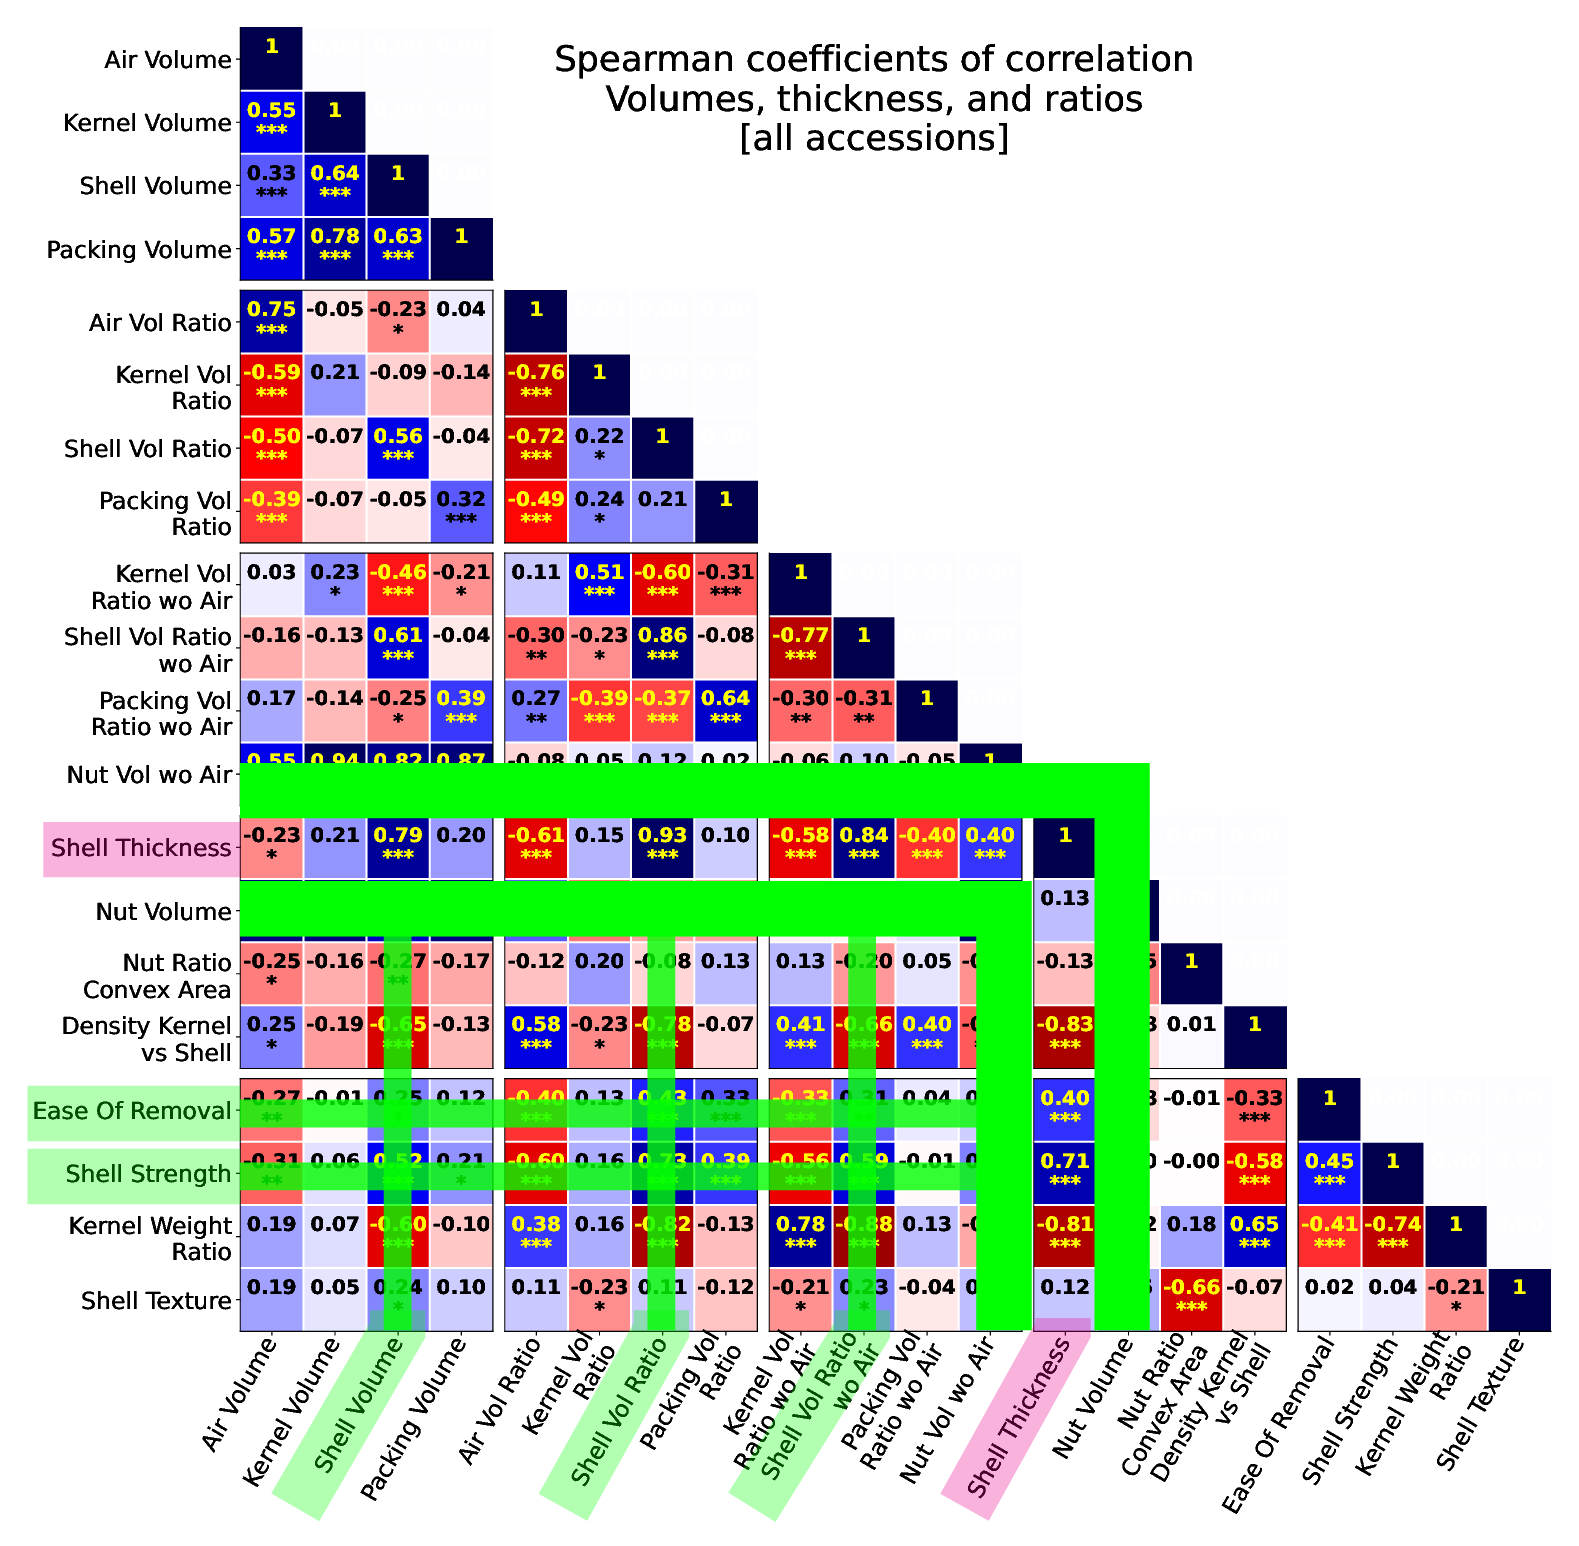 Spearman coefficients of correlation
Volumes, thickness, and ratios
[all accessions]
Air Volume
1
Kernel Volume
0.55 1
***
Shell Volume
0.33 0.64 1
*** ***
Packing Volume
0.57 0.78 0.63 1
*** *** ***
Air Vol Ratio
0.75 -0.05 -0.23 0.04 1
*** *
Kernel Vol
Ratio
-0.59 0.21 -0.09 -0.14 -0.76 1
*** ***
Shell Vol Ratio
-0.50 -0.07 0.56 -0.04 -0.72 0.22 1
*** *** *** *
Packing Vol
Ratio
-0.39 -0.07 -0.05 0.32 -0.49 0.24 0.21 1
*** *** *** *
Kernel Vol
Ratio wo Air
0.03 0.23 -0.46 -0.21 0.11 0.51 -0.60 -0.31 1
* *** * *** *** ***
Shell Vol Ratio
wo Air
-0.16 -0.13 0.61 -0.04 -0.30 -0.23 0.86 -0.08 -0.77 1
*** ** * *** ***
Packing Vol
Ratio wo Air
0.17 -0.14 -0.25 0.39 0.27 -0.39 -0.37 0.64 -0.30 -0.31 1
* *** ** *** *** *** ** **
Nut Vol wo Air
0.55 0.94 0.82 0.87 -0.08 0.05 0.12 0.02 -0.06 0.10 -0.05 1
Shell Thickness
-0.23 0.21 0.79 0.20 -0.61 0.15 0.93 0.10 -0.58 0.84 -0.40 0.40 1
* *** *** *** *** *** *** ***
Nut Volume
0.13
Nut Ratio
Convex Area
-0.25 -0.16 -0.27 -0.17 -0.12 0.20 -0.08 0.13 0.13 -0.20 0.05 -0.13 1
* **
Density Kernel
vs Shell
0.25 -0.19 -0.65 -0.13 0.58 -0.23 -0.78 -0.07 0.41 -0.66 0.40 -0.83 0.01 1
* *** *** * *** *** *** *** ***
Ease Of Removal
-0.27 -0.01 0.25 0.12 -0.40 0.13 0.43 0.33 -0.33 0.31 0.04 0.40 -0.01 -0.33 1
** * *** *** *** *** *** ***
Shell Strength
-0.31 0.06 0.52 0.21 -0.60 0.16 0.73 0.39 -0.56 0.59 -0.01 0.71 -0.00 -0.58 0.45 1
** *** * *** *** *** *** *** *** *** ***
Kernel Weight
Ratio
0.19 0.07 -0.60 -0.10 0.38 0.16 -0.82 -0.13 0.78 -0.88 0.13 -0.81 0.18 0.65 -0.41 -0.74 1
*** *** *** *** *** *** *** *** ***
Shell Texture
0.19 0.05 0.24 0.10 0.11 -0.23 0.11 -0.12 -0.21 0.23 -0.04 0.12 -0.66 -0.07 0.02 0.04 -0.21 1
* * * * *** *
Air Volume
Kernel Volume
Shell Volume
Packing Volume
Air Vol Ratio
Kernel Vol
Ratio
Shell Vol Ratio
Packing Vol
Ratio
Kernel Vol
Ratio wo Air
Shell Vol Ratio
wo Air
Packing Vol
Ratio wo Air
Nut Vol wo Air
Shell Thickness
Nut Volume
Nut Ratio
Convex Area
Density Kernel
vs Shell
Ease Of Removal
Shell Strength
Kernel Weight
Ratio
Shell Texture